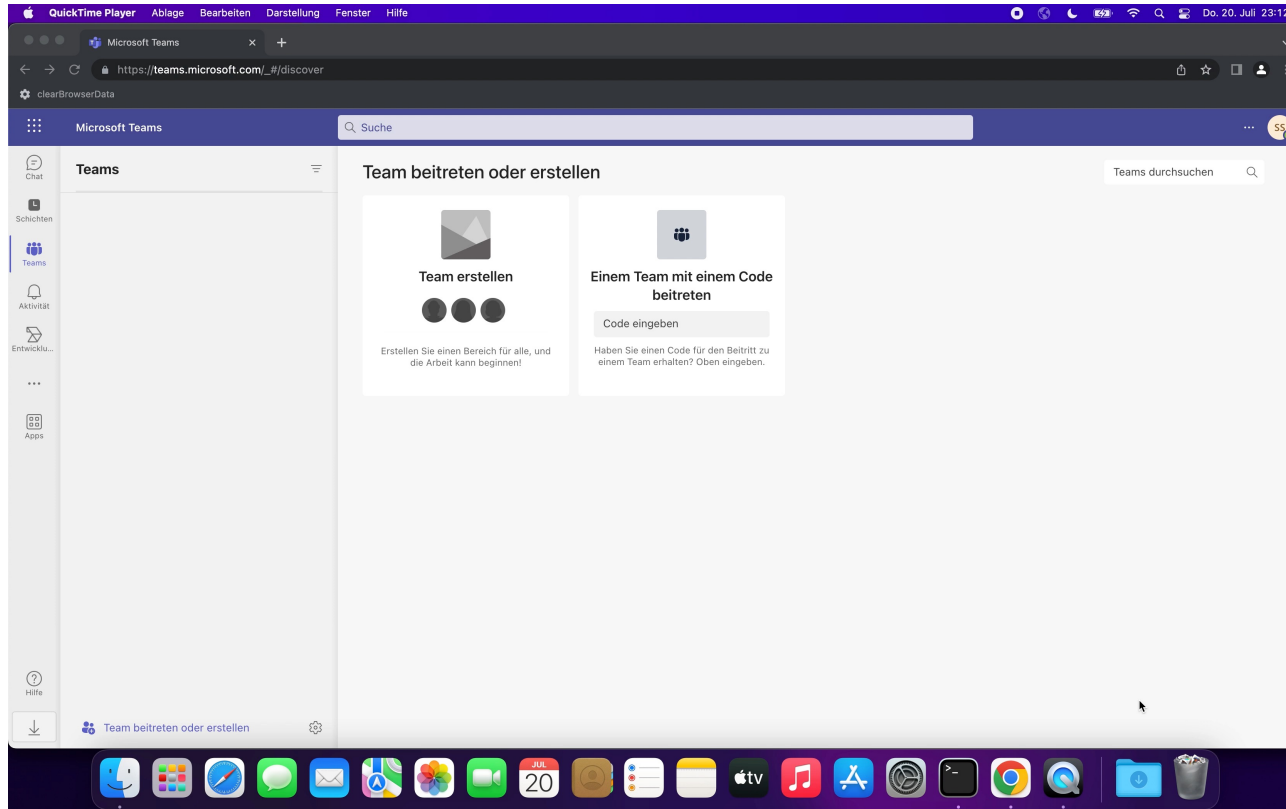 QuickTime Player Ablage Bearbeiten Darstellung Fenster Hilfe Do. 20. Juli 23:12
Microsoft Teams
https://teams.microsoft.com/_#/discover
clearBrowserData
Microsoft Teams
Suche
SS
Chat
Schichten
Teams
Aktivität
Entwicklu...
Apps
Hilfe
Teams
Team beitreten oder erstellen
Team beitreten oder erstellen
Teams durchsuchen
Team erstellen
Erstellen Sie einen Bereich für alle, und
die Arbeit kann beginnen!
Einem Team mit einem Code
beitreten
Code eingeben
Haben Sie einen Code für den Beitritt zu
einem Team erhalten? Oben eingeben.
JUL
20
tv